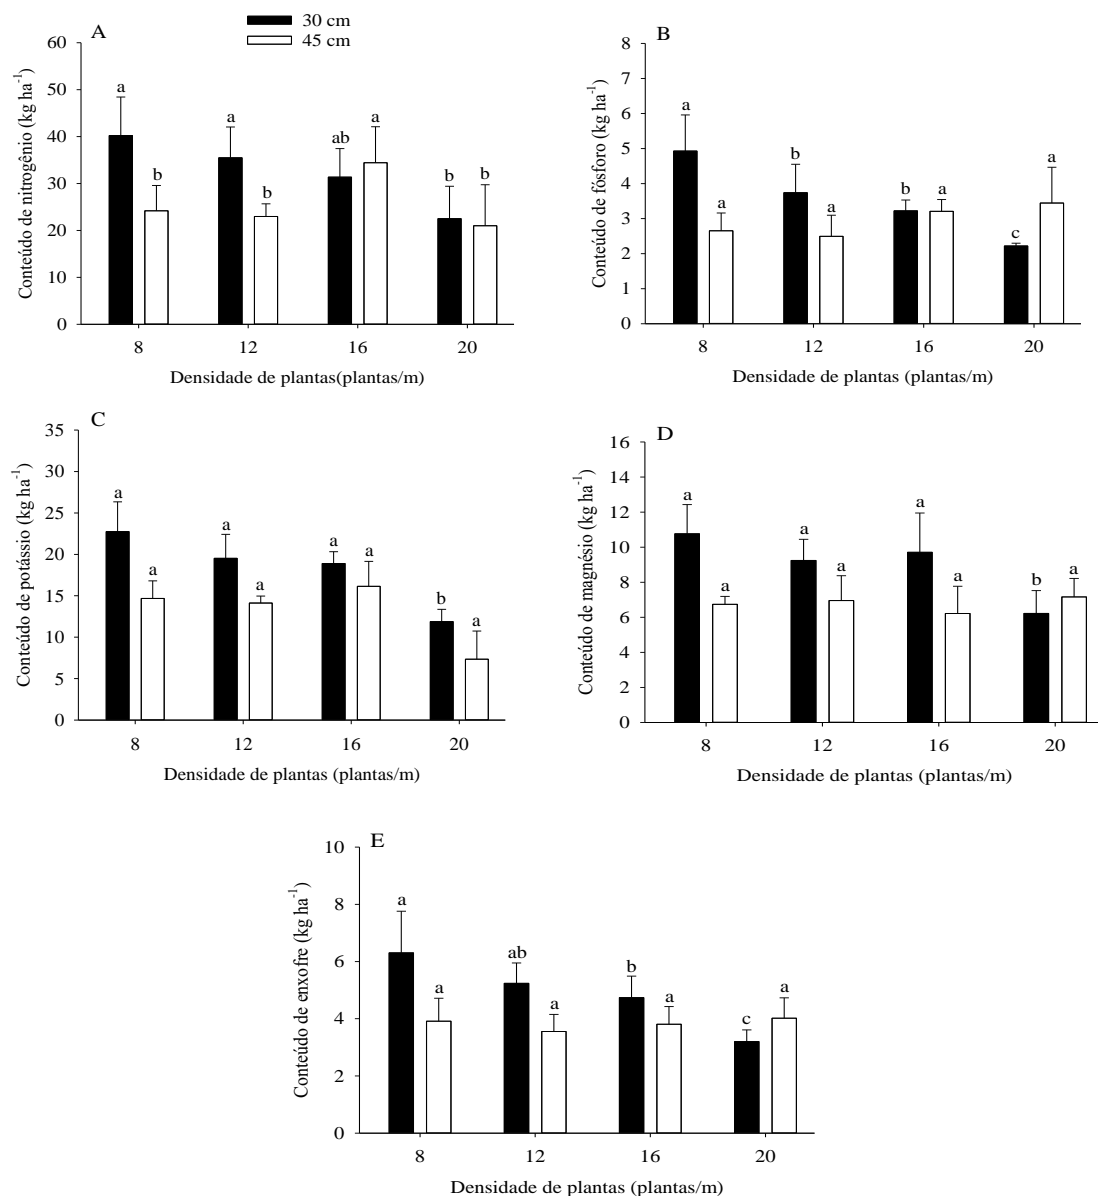 A
30 cm
45 cm
Conteúdo de nitrogênio (kg ha⁻¹)
60
50
40
30
20
10
0
a
b
a
b
ab
a
b
b
8
12
16
20
Densidade de plantas(plantas/m)
B
Conteúdo de fósforo (kg ha⁻¹)
8
7
6
5
4
3
2
1
0
a
a
b
a
b
a
c
a
8
12
16
20
Densidade de plantas (plantas/m)
C
Conteúdo de potássio (kg ha⁻¹)
35
30
25
20
15
10
5
0
a
a
a
a
a
a
b
a
8
12
16
20
Densidade de plantas (plantas/m)
D
Conteúdo de magnésio (kg ha⁻¹)
16
14
12
10
8
6
4
2
0
a
a
a
a
a
a
b
a
8
12
16
20
Densidade de plantas (plantas/m)
E
Conteúdo de enxofre (kg ha⁻¹)
10
8
6
4
2
0
a
a
ab
a
b
a
c
a
8
12
16
20
Densidade de plantas (plantas/m)